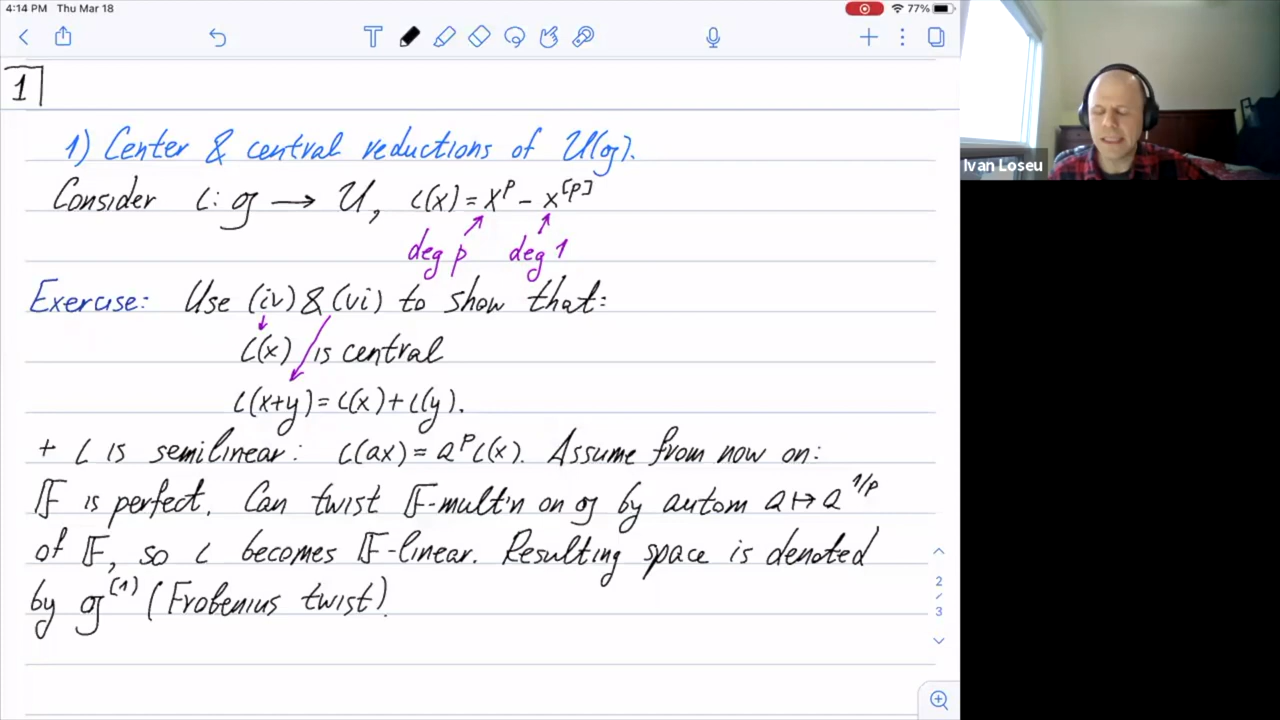 4:14 PM Thu Mar 18
77%
1
1) Center & central reductions of U(𝔤).
Consider ι: 𝔤 → U, ι(x) = x^p - x^[p]
deg p deg 1
Exercise: Use (iv) & (vi) to show that:
ι(x) is central
ι(x+y) = ι(x) + ι(y).
+ ι is semilinear: ι(ax) = a^p ι(x). Assume from now on:
𝔽 is perfect. Can twist 𝔽-mult'n on 𝔤 by autom a ↦ a^{1/p}
of 𝔽, so ι becomes 𝔽-linear. Resulting space is denoted
by 𝔤^(1) (Frobenius twist).
2
/
3
Ivan Loseu